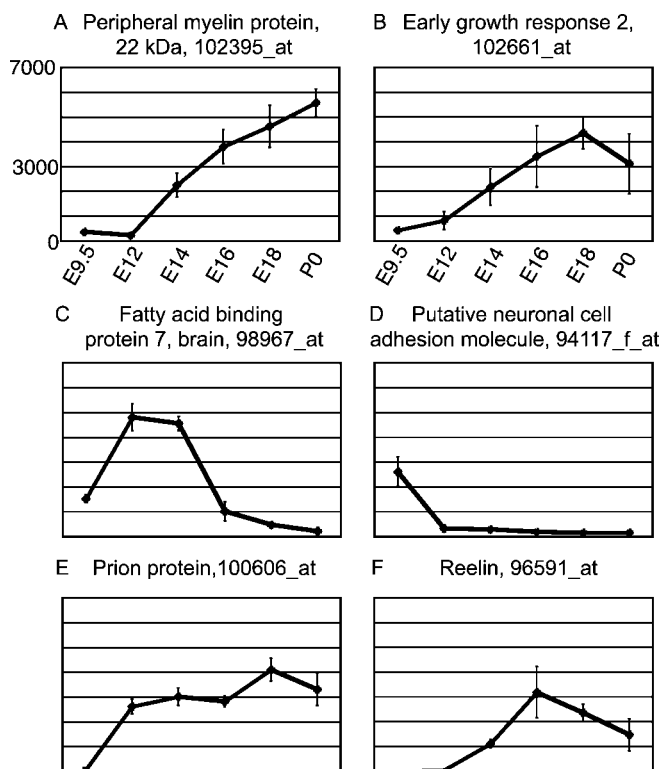 A Peripheral myelin protein,
22 kDa, 102395_at
B Early growth response 2,
102661_at
7000
3000
0
E9.5 E12 E14 E16 E18 P0
E9.5 E12 E14 E16 E18 P0
C Fatty acid binding
protein 7, brain, 98967_at
D Putative neuronal cell
adhesion molecule, 94117_f_at
E Prion protein,100606_at
F Reelin, 96591_at